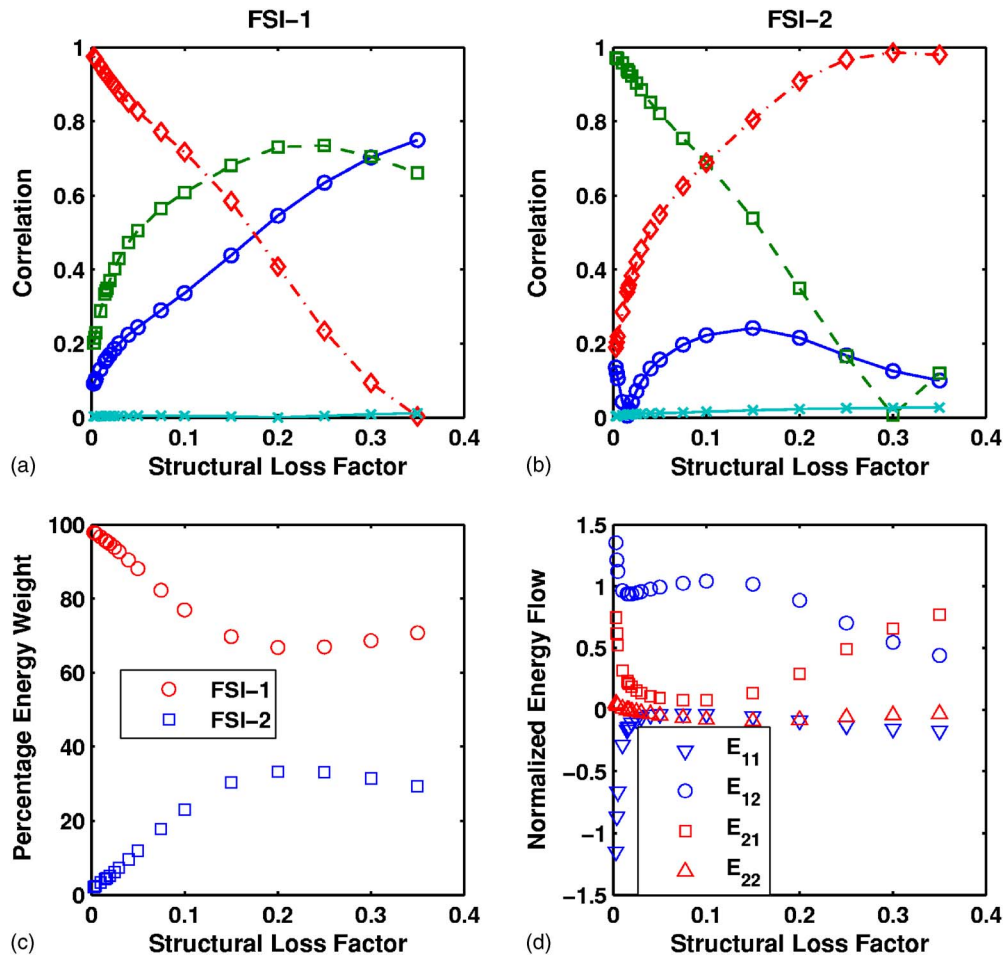 FSI-1
FSI-2
1
0.8
0.6
0.4
0.2
0
Correlation
0
0.1
0.2
0.3
0.4
(a)
Structural Loss Factor
1
0.8
0.6
0.4
0.2
0
Correlation
0
0.1
0.2
0.3
0.4
(b)
Structural Loss Factor
100
80
60
40
20
0
Percentage Energy Weight
FSI-1
FSI-2
0
0.1
0.2
0.3
0.4
(c)
Structural Loss Factor
1.5
1
0.5
0
-0.5
-1
-1.5
Normalized Energy Flow
E11
E12
E21
E22
0
0.1
0.2
0.3
0.4
(d)
Structural Loss Factor